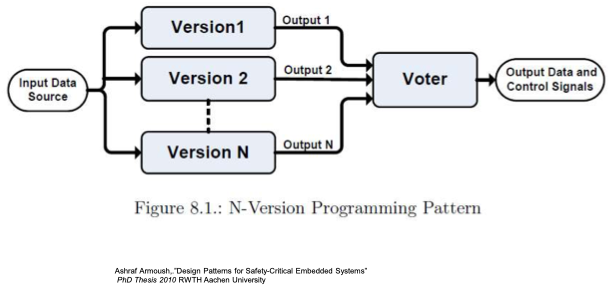 Version1
Output 1
Input Data
Source
Version 2
Output 2
Voter
Output Data and
Control Signals
Version N
Output N
Figure 8.1.: N-Version Programming Pattern
Ashraf Armoush,."Design Patterns for Safety-Critical Embedded Systems"
PhD Thesis 2010 RWTH Aachen University